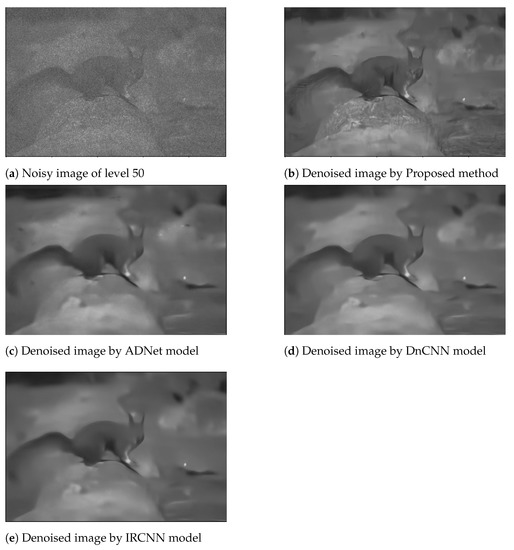 (a) Noisy image of level 50
(b) Denoised image by Proposed method
(c) Denoised image by ADNet model
(d) Denoised image by DnCNN model
(e) Denoised image by IRCNN model